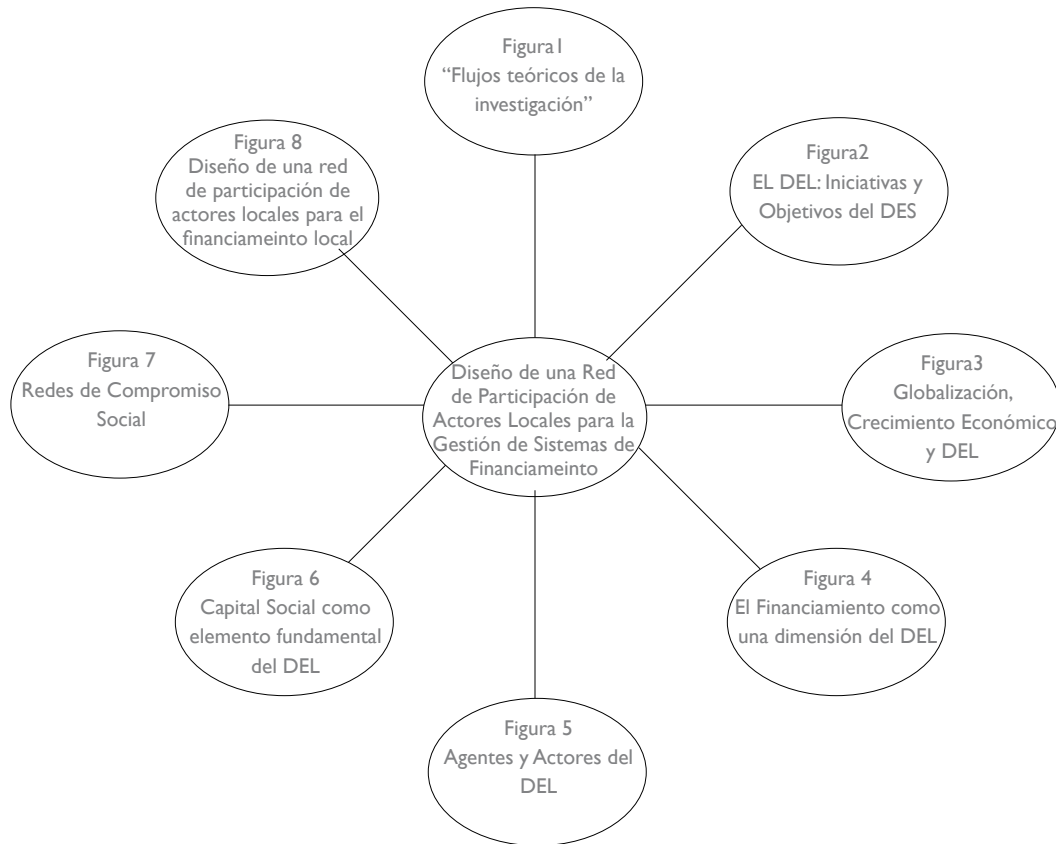 Figura1
“Flujos teóricos de la
investigación”
Figura2
EL DEL: Iniciativas y
Objetivos del DES
Figura3
Globalización,
Crecimiento Económico
y DEL
Figura 4
El Financiamiento como
una dimensión del DEL
Figura 5
Agentes y Actores del
DEL
Figura 6
Capital Social como
elemento fundamental
del DEL
Figura 7
Redes de Compromiso
Social
Figura 8
Diseño de una red
de participación de
actores locales para el
financiameinto local
Diseño de una Red
de Participación de
Actores Locales para la
Gestión de Sistemas de
Financiameinto